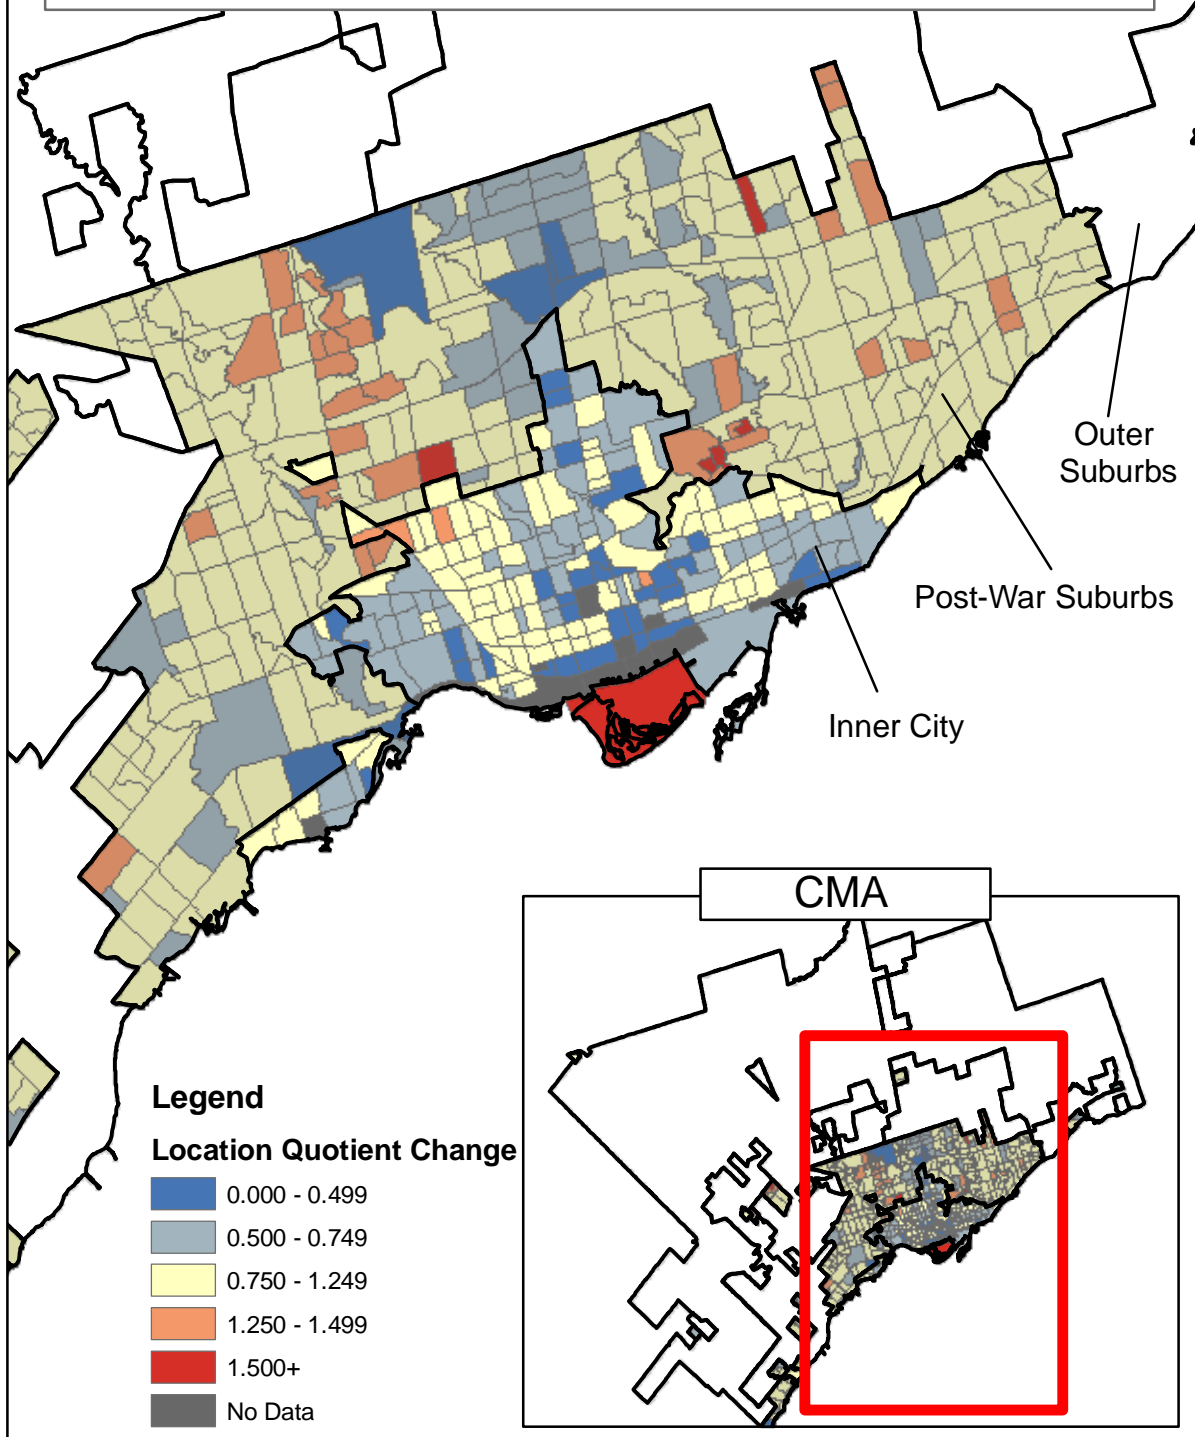 Outer
Suburbs
Post-War Suburbs
Inner City
CMA
Legend
Location Quotient Change
0.000 - 0.499
0.500 - 0.749
0.750 - 1.249
1.250 - 1.499
1.500+
No Data